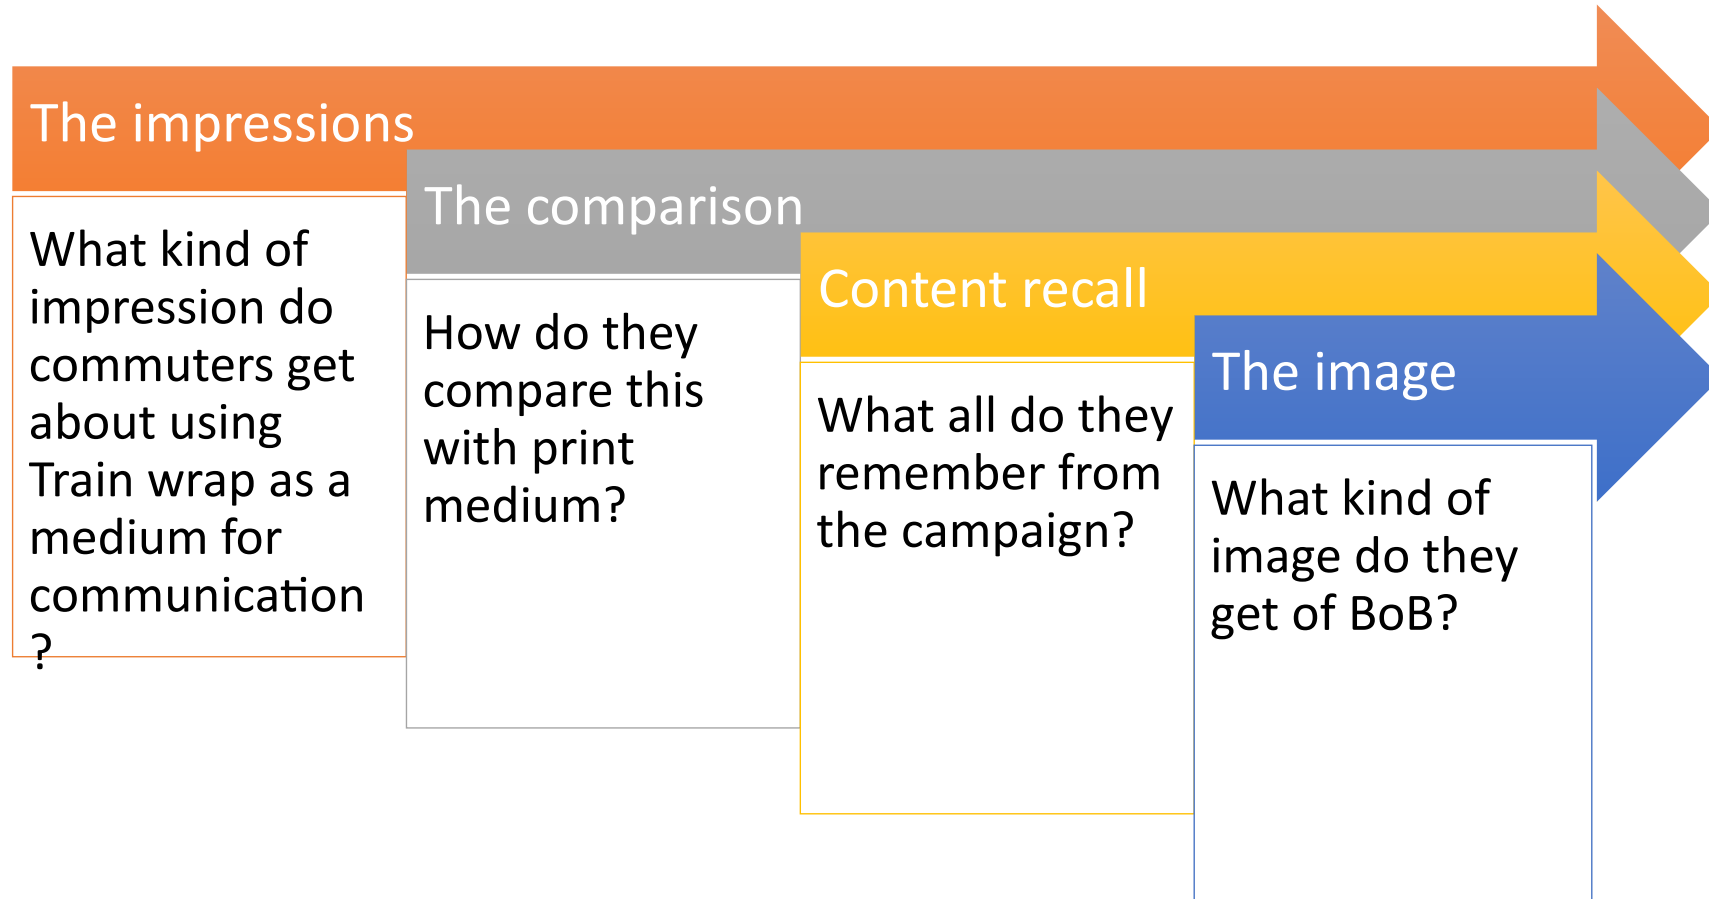 The impressions
What kind of
impression do
commuters get
about using
Train wrap as a
medium for
communication
?
The comparison
How do they
compare this
with print
medium?
Content recall
What all do they
remember from
the campaign?
The image
What kind of
image do they
get of BoB?